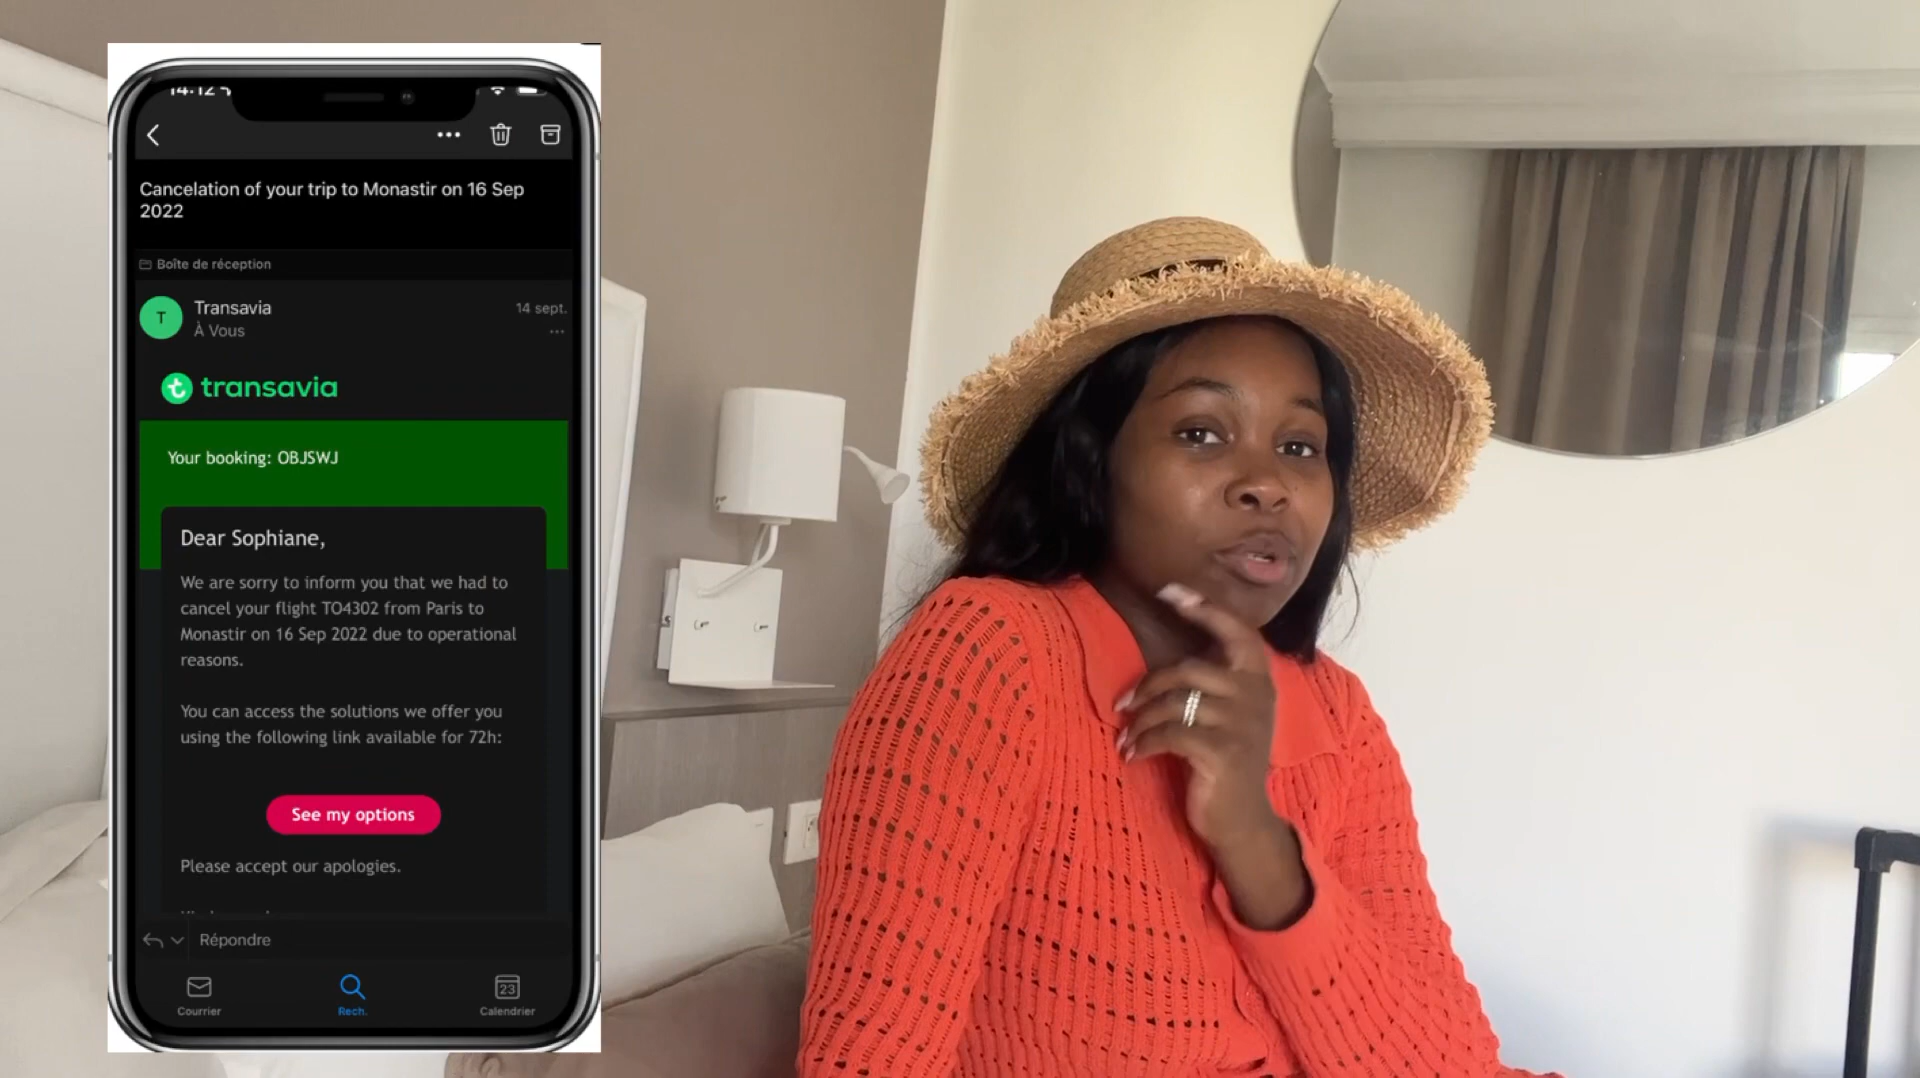 14:12
Cancelation of your trip to Monastir on 16 Sep
2022
Boîte de réception
T
Transavia
14 sept.
À Vous
transavia
Your booking: OBJSWJ
Dear Sophiane,
We are sorry to inform you that we had to
cancel your flight TO4302 from Paris to
Monastir on 16 Sep 2022 due to operational
reasons.
You can access the solutions we offer you
using the following link available for 72h:
See my options
Please accept our apologies.
Répondre
23
Courrier
Rech.
Calendrier